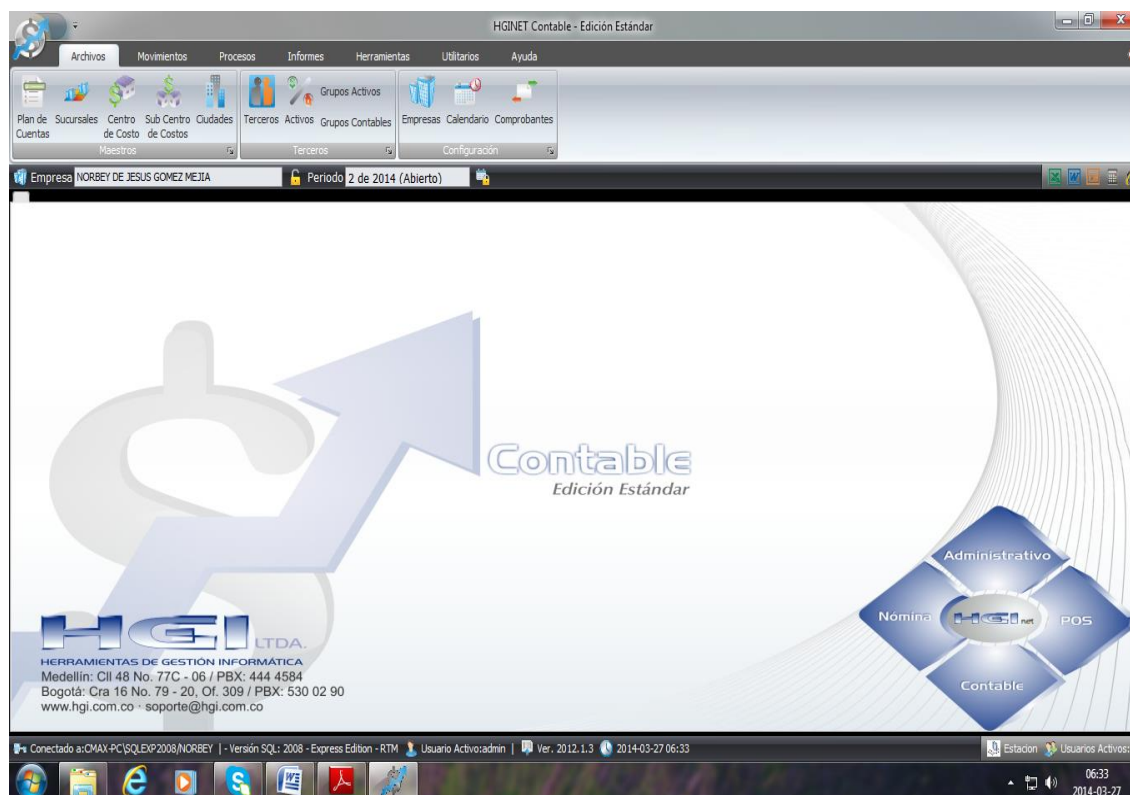 HGINET Contable - Edición Estándar
Archivos Movimientos Procesos Informes Herramientas Utilitarios Ayuda
Plan de Cuentas
Sucursales
Centro de Costo
Sub Centro de Costos
Ciudades
Maestros
Terceros
Activos
Grupos Activos
Grupos Contables
Terceros
Empresas
Calendario
Comprobantes
Configuración
Empresa NORBEY DE JESUS GOMEZ MEJIA Periodo 2 de 2014 (Abierto)
Contable
Edición Estándar
Administrativo
Nómina HGI net POS
Contable
HGI LTDA.
HERRAMIENTAS DE GESTIÓN INFORMÁTICA
Medellín: Cll 48 No. 77C - 06 / PBX: 444 4584
Bogotá: Cra 16 No. 79 - 20, Of. 309 / PBX: 530 02 90
www.hgi.com.co · soporte@hgi.com.co
Conectado a:CMAX-PC\SQLEXP2008/NORBEY | - Versión SQL: 2008 - Express Edition - RTM Usuario Activo:admin | Ver. 2012.1.3 2014-03-27 06:33 Estacion Usuarios Activos:
06:33
2014-03-27